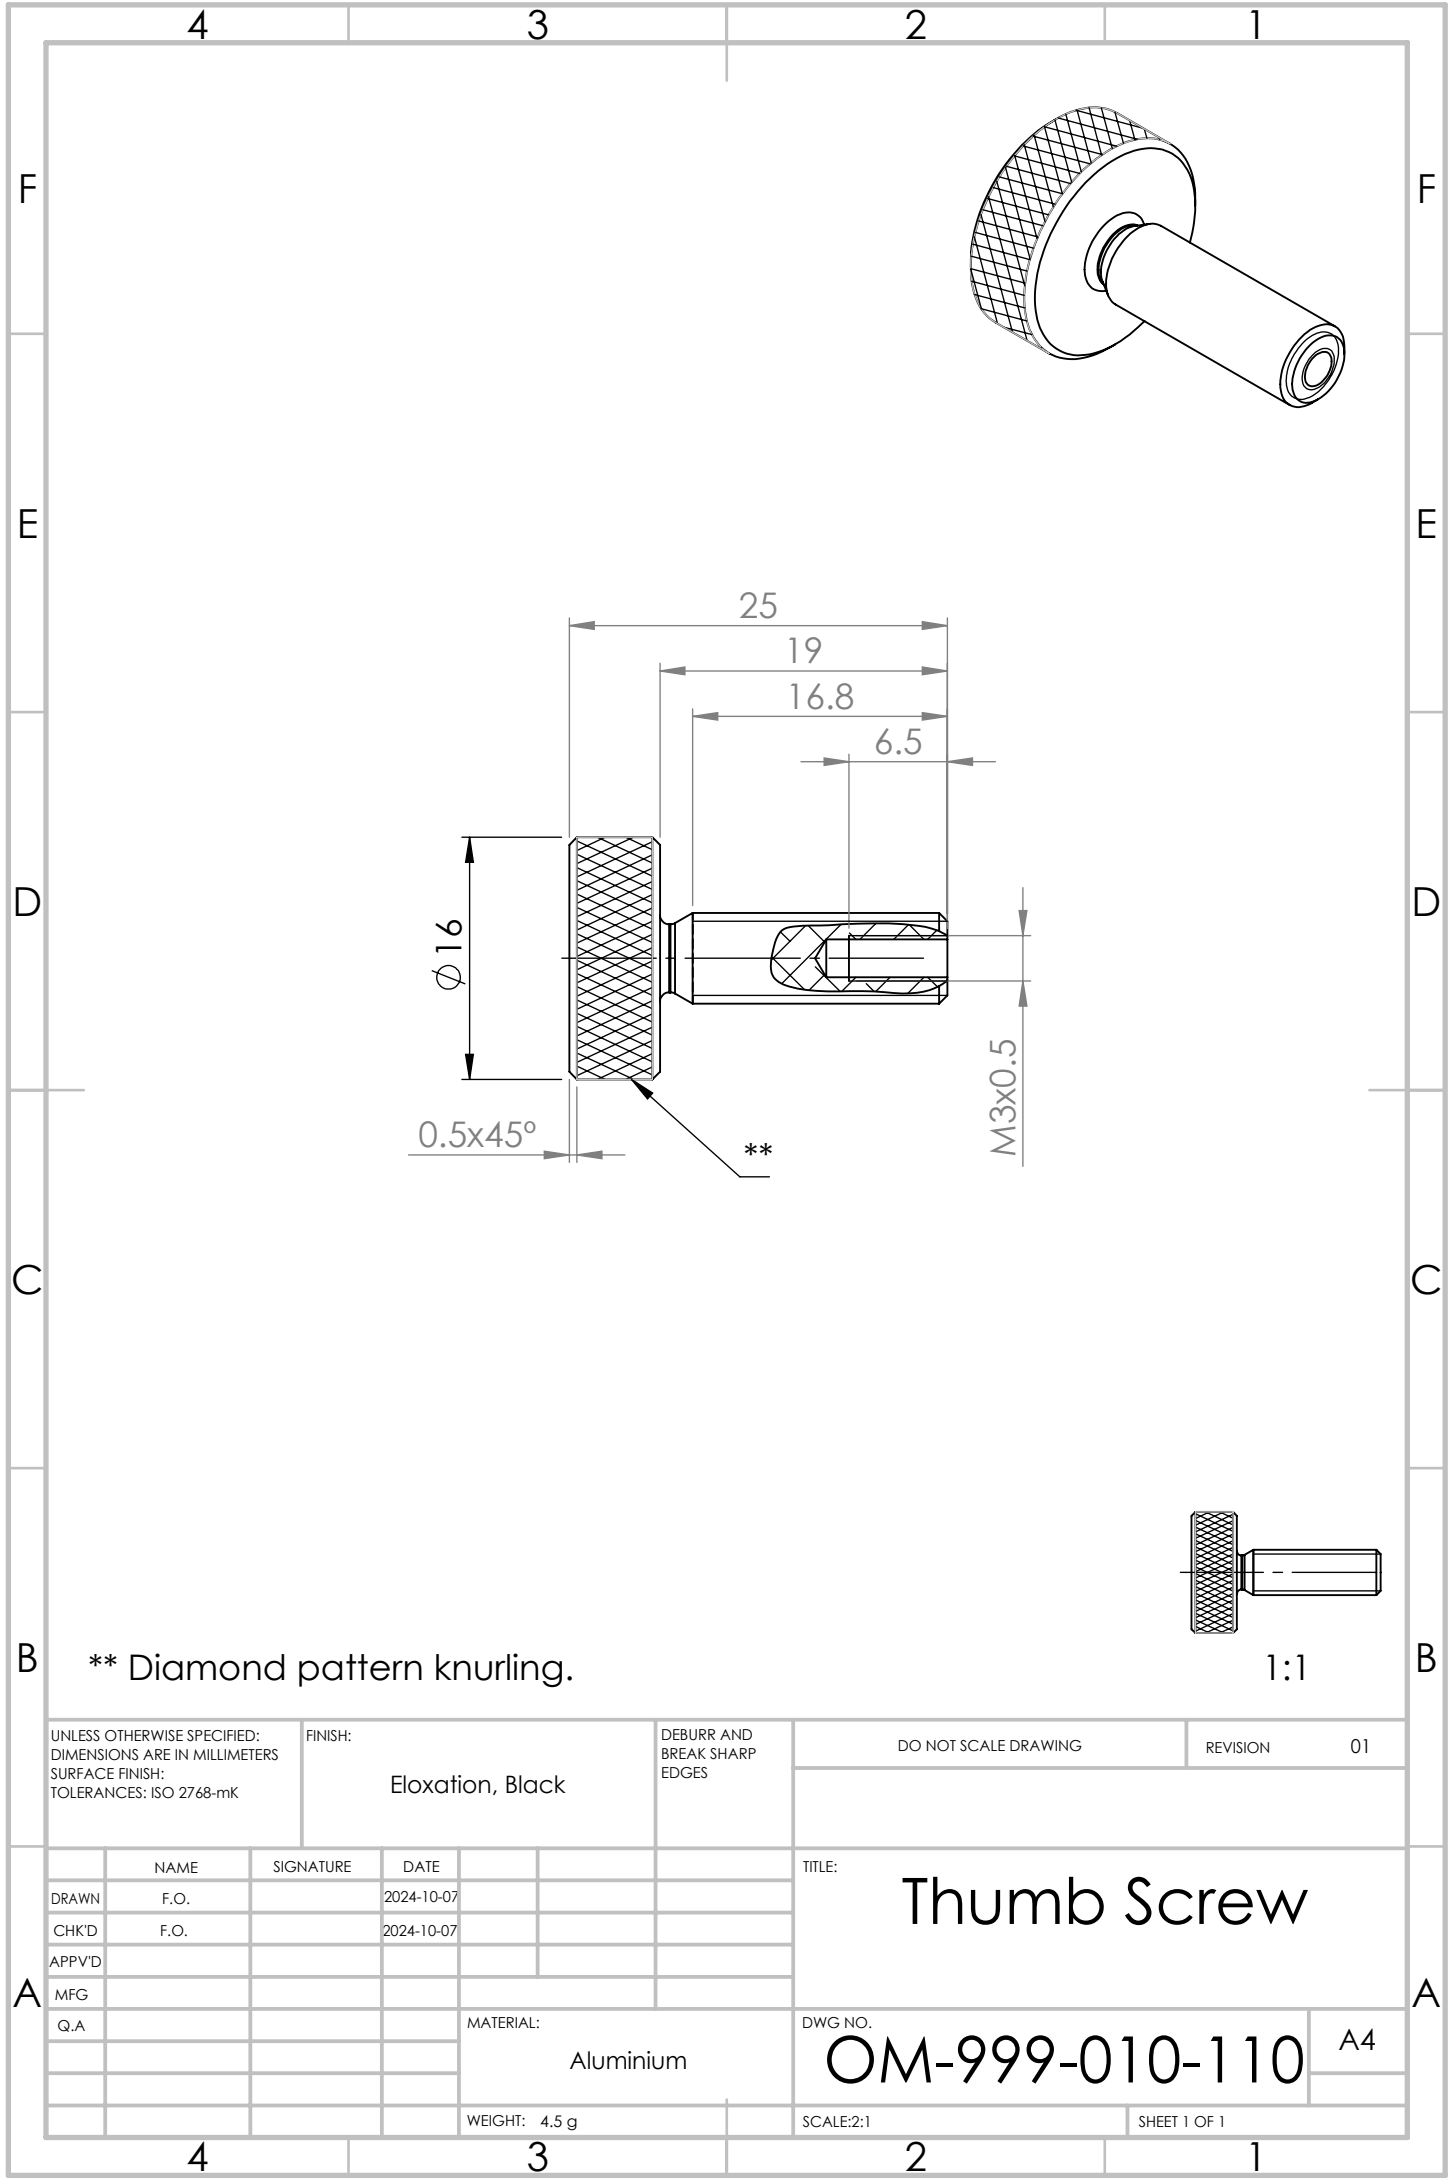 4 3 2 1
F F
E E
25
19
16.8
6.5
D D
⌀16
M3x0.5
0.5x45°
**
C C
B B
** Diamond pattern knurling.
1:1
UNLESS OTHERWISE SPECIFIED:
DIMENSIONS ARE IN MILLIMETERS
SURFACE FINISH:
TOLERANCES: ISO 2768-mK
FINISH:
Eloxation, Black
DEBURR AND
BREAK SHARP
EDGES
DO NOT SCALE DRAWING
REVISION 01
NAME SIGNATURE DATE
DRAWN F.O. 2024-10-07
CHK'D F.O. 2024-10-07
APPV'D
MFG
Q.A
TITLE:
Thumb Screw
A A
MATERIAL:
Aluminium
DWG NO.
OM-999-010-110
A4
WEIGHT: 4.5 g
SCALE:2:1
SHEET 1 OF 1
4 3 2 1